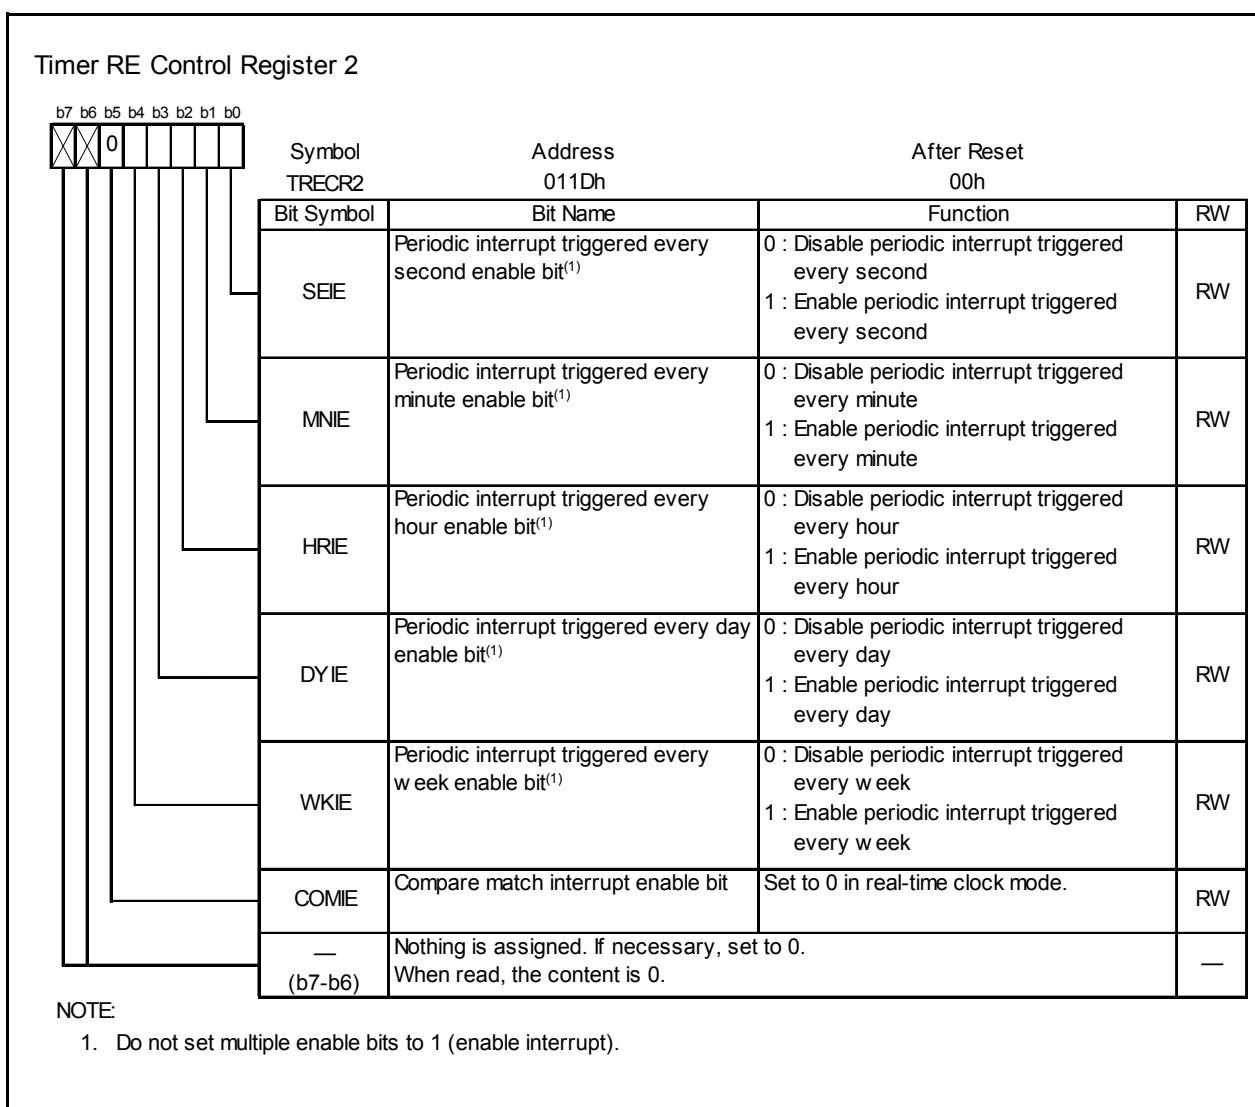 Timer RE Control Register 2
b7 b6 b5 b4 b3 b2 b1 b0
0
Symbol Address After Reset
TRECR2 011Dh 00h
Bit Symbol Bit Name Function RW
SEIE
Periodic interrupt triggered every
second enable bit(1)
0 : Disable periodic interrupt triggered
every second
1 : Enable periodic interrupt triggered
every second
RW
MNIE
Periodic interrupt triggered every
minute enable bit(1)
0 : Disable periodic interrupt triggered
every minute
1 : Enable periodic interrupt triggered
every minute
RW
HRIE
Periodic interrupt triggered every
hour enable bit(1)
0 : Disable periodic interrupt triggered
every hour
1 : Enable periodic interrupt triggered
every hour
RW
DYIE
Periodic interrupt triggered every day
enable bit(1)
0 : Disable periodic interrupt triggered
every day
1 : Enable periodic interrupt triggered
every day
RW
WKIE
Periodic interrupt triggered every
week enable bit(1)
0 : Disable periodic interrupt triggered
every week
1 : Enable periodic interrupt triggered
every week
RW
COMIE
Compare match interrupt enable bit
Set to 0 in real-time clock mode.
RW
—
(b7-b6)
Nothing is assigned. If necessary, set to 0.
When read, the content is 0.
—
NOTE:
1. Do not set multiple enable bits to 1 (enable interrupt).